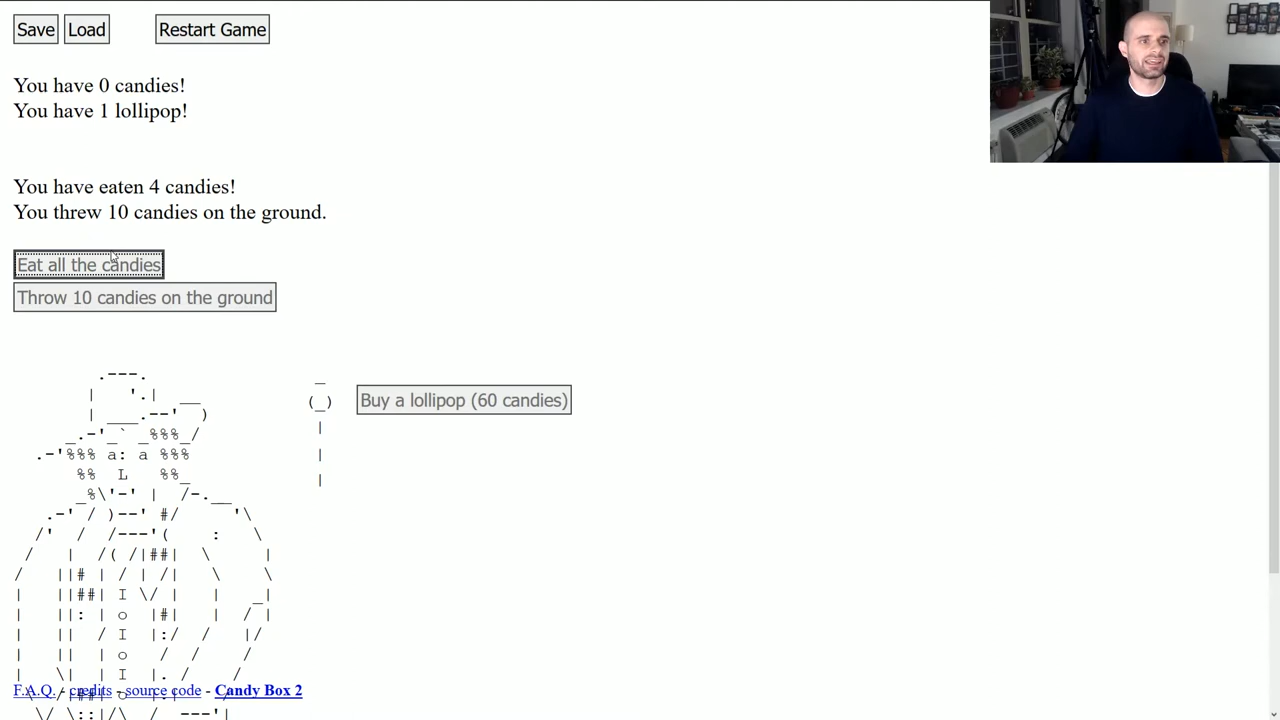 Save Load Restart Game
You have 0 candies!
You have 1 lollipop!
You have eaten 4 candies!
You threw 10 candies on the ground.
Eat all the candies
Throw 10 candies on the ground
Buy a lollipop (60 candies)
F.A.Q. - credits - source code - Candy Box 2